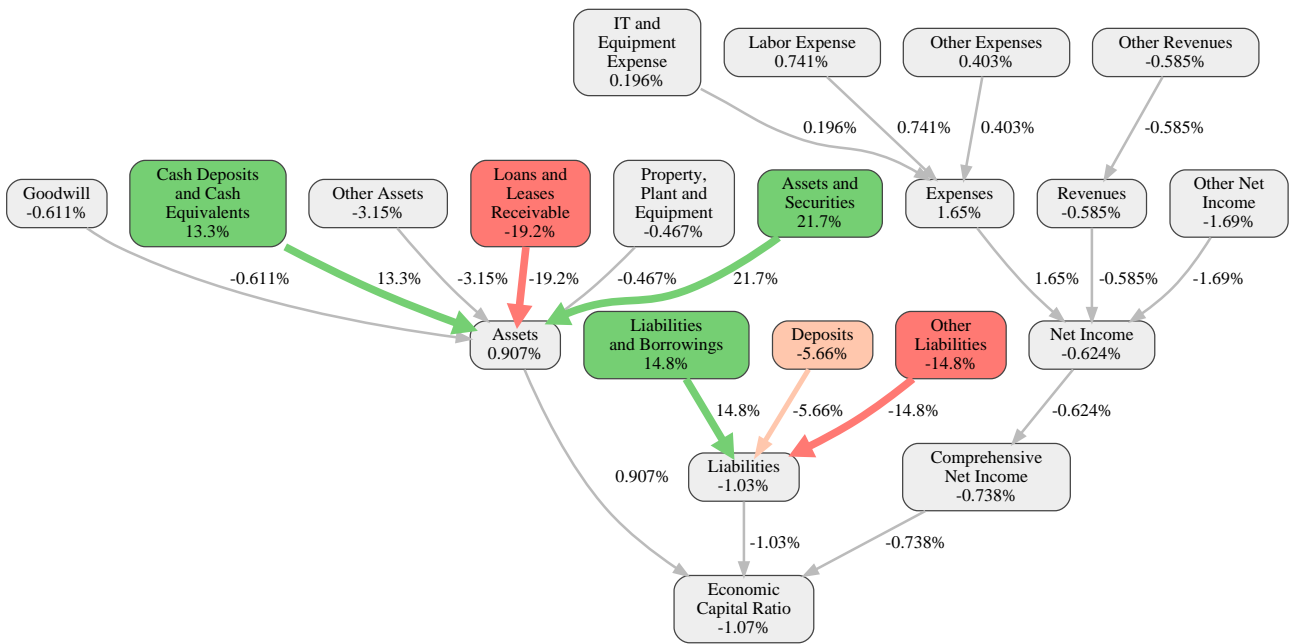 IT and
Equipment
Expense
0.196%
Labor Expense
0.741%
Other Expenses
0.403%
Other Revenues
-0.585%
0.196%
0.741%
0.403%
-0.585%
Goodwill
-0.611%
Cash Deposits
and Cash
Equivalents
13.3%
Other Assets
-3.15%
Loans and
Leases
Receivable
-19.2%
Property,
Plant and
Equipment
-0.467%
Assets and
Securities
21.7%
Expenses
1.65%
Revenues
-0.585%
Other Net
Income
-1.69%
-0.611%
13.3%
-3.15%
-19.2%
-0.467%
21.7%
1.65%
-0.585%
-1.69%
Assets
0.907%
Liabilities
and Borrowings
14.8%
Deposits
-5.66%
Other
Liabilities
-14.8%
Net Income
-0.624%
14.8%
-5.66%
-14.8%
-0.624%
0.907%
Liabilities
-1.03%
Comprehensive
Net Income
-0.738%
-1.03%
-0.738%
Economic
Capital Ratio
-1.07%